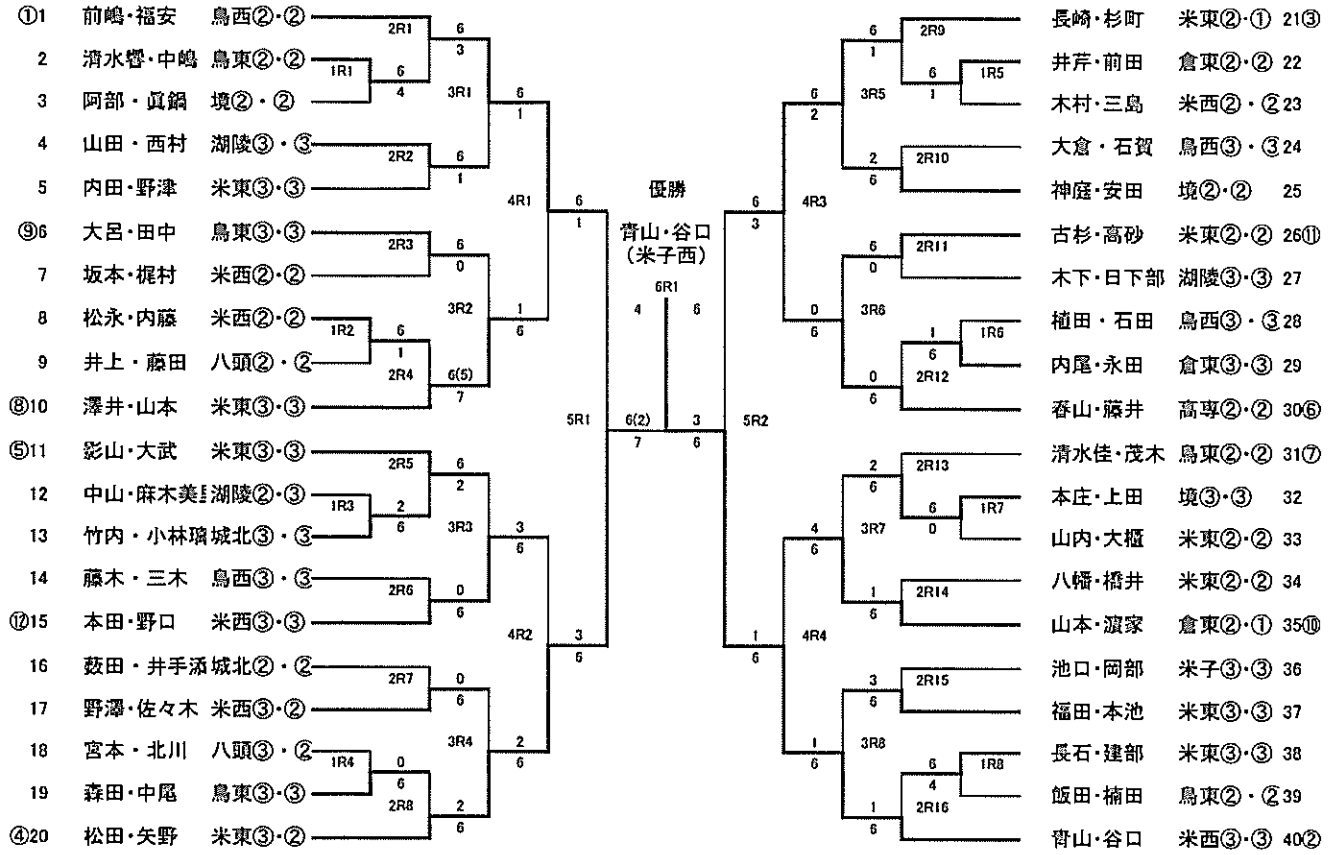 ①1 前嶋・福安 鳥西②・②
2 清水響・中嶋 鳥東②・②
3 阿部・眞鍋 境②・②
4 山田・西村 湖陵③・③
5 内田・野津 米東③・③
⑨6 大呂・田中 鳥東③・③
7 坂本・梶村 米西②・②
8 松永・内藤 米西②・②
9 井上・藤田 八頭②・②
⑧10 澤井・山本 米東③・③
⑤11 影山・大武 米東③・③
12 中山・麻木美 湖陵②・③
13 竹内・小林瑞 城北③・③
14 藤木・三木 鳥西③・③
⑫15 本田・野口 米西③・③
16 薮田・井手添 城北②・②
17 野澤・佐々木 米西③・②
18 宮本・北川 八頭③・②
19 森田・中尾 鳥東③・③
④20 松田・矢野 米東③・②
1R1 6 4
1R2 6 1
1R3 2 6
1R4 0 6
2R1 6 3
2R2 6 1
2R3 6 0
2R4 6(5) 7
2R5 6 2
2R6 0 6
2R7 0 6
2R8 2 6
3R1 6 1
3R2 1 6
3R3 3 6
3R4 2 6
4R1 6 1
4R2 3 6
5R1 6(2) 7
優勝
青山・谷口
(米子西)
6R1
4 6
5R2 3 6
4R3 6 3
4R4 1 6
3R5 6 2
3R6 0 6
3R7 4 6
3R8 1 6
2R9 6 1
2R10 2 6
2R11 6 0
2R12 0 6
2R13 2 6
2R14 1 6
2R15 3 6
2R16 1 6
1R5 6 1
1R6 1 6
1R7 6 0
1R8 6 4
長崎・杉町 米東②・① 21③
井芹・前田 倉東②・② 22
木村・三島 米西②・② 23
大倉・石賀 鳥西③・③ 24
神庭・安田 境②・② 25
古杉・高砂 米東②・② 26⑪
木下・日下部 湖陵③・③ 27
植田・石田 鳥西③・③ 28
内尾・永田 倉東③・③ 29
春山・藤井 高専②・② 30⑥
清水佳・茂木 鳥東②・② 31⑦
本庄・上田 境③・③ 32
山内・大櫃 米東②・② 33
八幡・橋井 米東②・② 34
山本・渡家 倉東②・① 35⑩
池口・岡部 米子③・③ 36
福田・本池 米東③・③ 37
長石・建部 米東③・③ 38
飯田・楠田 鳥東②・② 39
青山・谷口 米西③・③ 40②